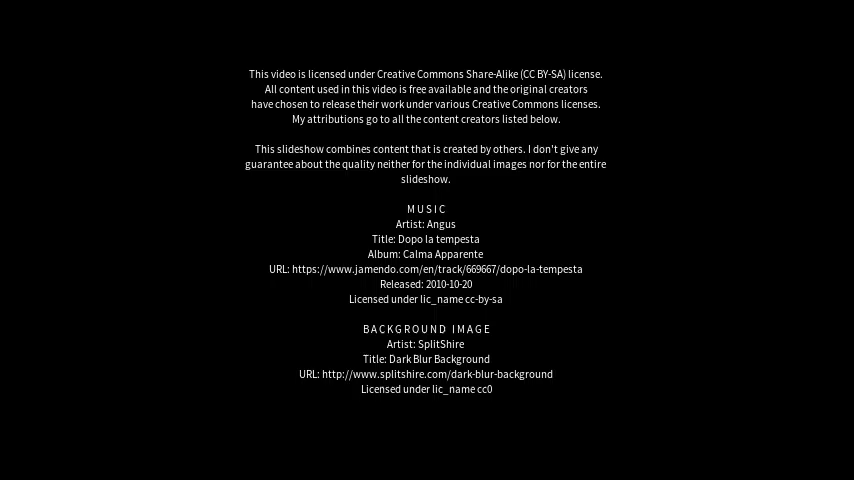 This video is licensed under Creative Commons Share-Alike (CC BY-SA) license.
All content used in this video is free available and the original creators
have chosen to release their work under various Creative Commons licenses.
My attributions go to all the content creators listed below.
This slideshow combines content that is created by others. I don't give any
guarantee about the quality neither for the individual images nor for the entire
slideshow.
MUSIC
Artist: Angus
Title: Dopo la tempesta
Album: Calma Apparente
URL: https://www.jamendo.com/en/track/669667/dopo-la-tempesta
Released: 2010-10-20
Licensed under lic_name cc-by-sa
BACKGROUND IMAGE
Artist: SplitShire
Title: Dark Blur Background
URL: http://www.splitshire.com/dark-blur-background
Licensed under lic_name cc0